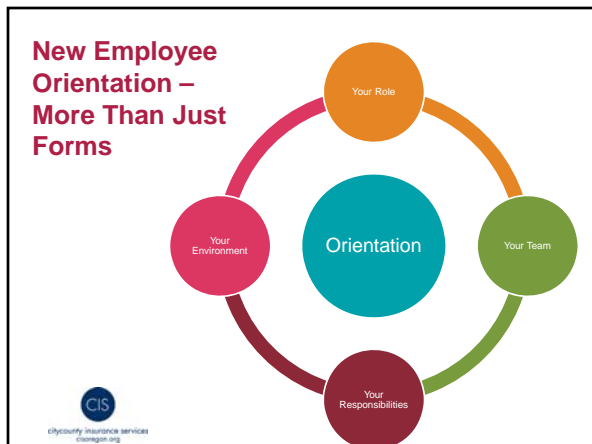 New Employee
Orientation –
More Than Just
Forms
Your Role
Your
Environment
Orientation
Your Team
Your
Responsibilities
CIS
citycounty insurance services
cisoregon.org